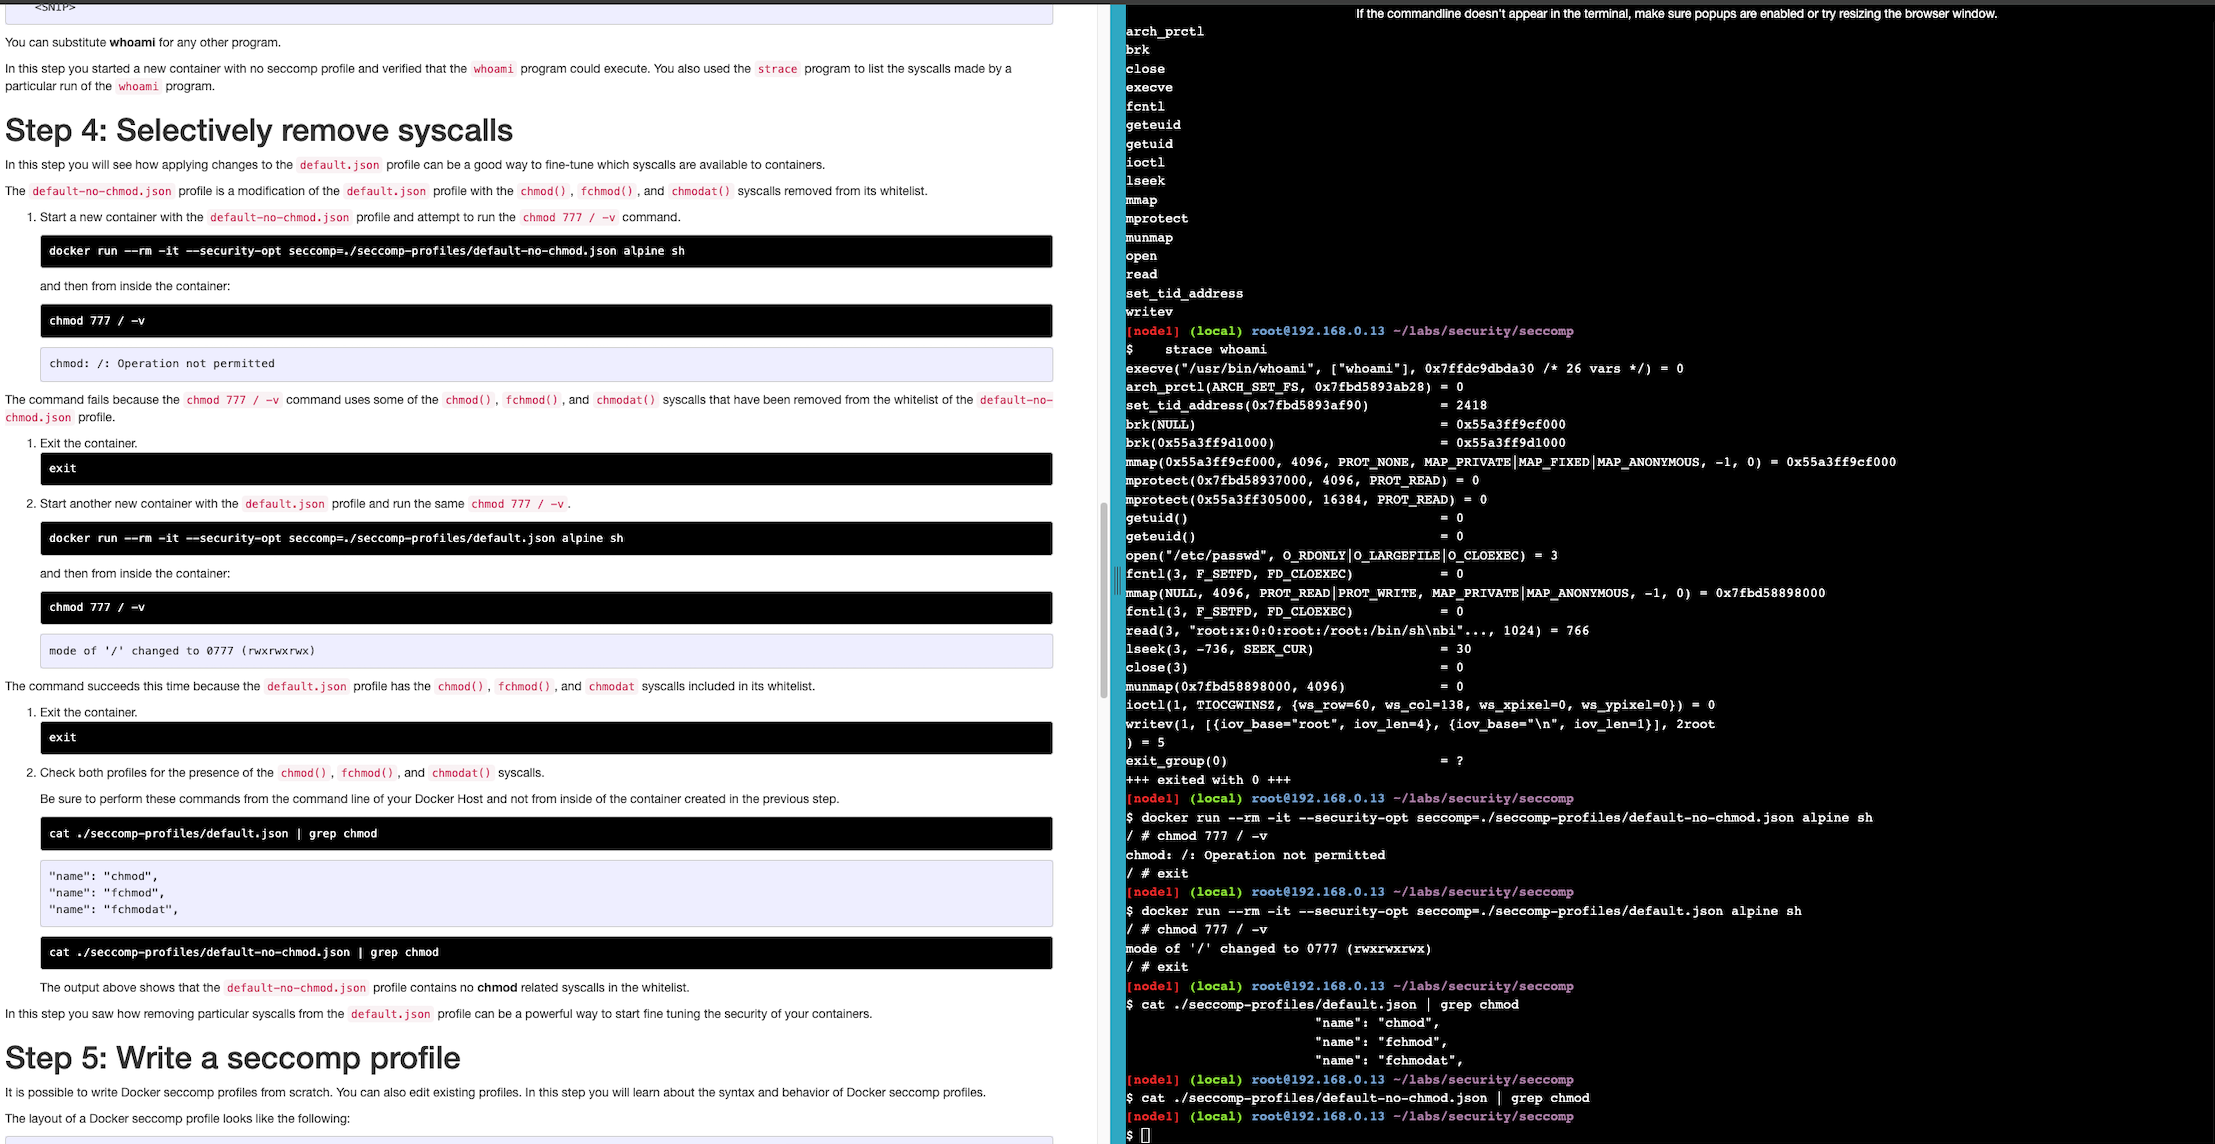 <SNIP>
You can substitute whoami for any other program.
In this step you started a new container with no seccomp profile and verified that the whoami program could execute. You also used the strace program to list the syscalls made by a
particular run of the whoami program.
Step 4: Selectively remove syscalls
In this step you will see how applying changes to the default.json profile can be a good way to fine-tune which syscalls are available to containers.
The default-no-chmod.json profile is a modification of the default.json profile with the chmod(), fchmod(), and chmodat() syscalls removed from its whitelist.
1. Start a new container with the default-no-chmod.json profile and attempt to run the chmod 777 / -v command.
docker run --rm -it --security-opt seccomp=./seccomp-profiles/default-no-chmod.json alpine sh
and then from inside the container:
chmod 777 / -v
chmod: /: Operation not permitted
The command fails because the chmod 777 / -v command uses some of the chmod(), fchmod(), and chmodat() syscalls that have been removed from the whitelist of the default-no-
chmod.json profile.
1. Exit the container.
exit
2. Start another new container with the default.json profile and run the same chmod 777 / -v.
docker run --rm -it --security-opt seccomp=./seccomp-profiles/default.json alpine sh
and then from inside the container:
chmod 777 / -v
mode of '/' changed to 0777 (rwxrwxrwx)
The command succeeds this time because the default.json profile has the chmod(), fchmod(), and chmodat syscalls included in its whitelist.
1. Exit the container.
exit
2. Check both profiles for the presence of the chmod(), fchmod(), and chmodat() syscalls.
Be sure to perform these commands from the command line of your Docker Host and not from inside of the container created in the previous step.
cat ./seccomp-profiles/default.json | grep chmod
"name": "chmod",
"name": "fchmod",
"name": "fchmodat",
cat ./seccomp-profiles/default-no-chmod.json | grep chmod
The output above shows that the default-no-chmod.json profile contains no chmod related syscalls in the whitelist.
In this step you saw how removing particular syscalls from the default.json profile can be a powerful way to start fine tuning the security of your containers.
Step 5: Write a seccomp profile
It is possible to write Docker seccomp profiles from scratch. You can also edit existing profiles. In this step you will learn about the syntax and behavior of Docker seccomp profiles.
The layout of a Docker seccomp profile looks like the following:
If the commandline doesn't appear in the terminal, make sure popups are enabled or try resizing the browser window.
arch_prctl
brk
close
execve
fcntl
geteuid
getuid
ioctl
lseek
mmap
mprotect
munmap
open
read
set_tid_address
writev
[node1] (local) root@192.168.0.13 ~/labs/security/seccomp
$    strace whoami
execve("/usr/bin/whoami", ["whoami"], 0x7ffdc9dbda30 /* 26 vars */) = 0
arch_prctl(ARCH_SET_FS, 0x7fbd5893ab28) = 0
set_tid_address(0x7fbd5893af90)         = 2418
brk(NULL)                               = 0x55a3ff9cf000
brk(0x55a3ff9d1000)                     = 0x55a3ff9d1000
mmap(0x55a3ff9cf000, 4096, PROT_NONE, MAP_PRIVATE|MAP_FIXED|MAP_ANONYMOUS, -1, 0) = 0x55a3ff9cf000
mprotect(0x7fbd58937000, 4096, PROT_READ) = 0
mprotect(0x55a3ff305000, 16384, PROT_READ) = 0
getuid()                                = 0
geteuid()                               = 0
open("/etc/passwd", O_RDONLY|O_LARGEFILE|O_CLOEXEC) = 3
fcntl(3, F_SETFD, FD_CLOEXEC)           = 0
mmap(NULL, 4096, PROT_READ|PROT_WRITE, MAP_PRIVATE|MAP_ANONYMOUS, -1, 0) = 0x7fbd58898000
fcntl(3, F_SETFD, FD_CLOEXEC)           = 0
read(3, "root:x:0:0:root:/root:/bin/sh\nbi"..., 1024) = 766
lseek(3, -736, SEEK_CUR)                = 30
close(3)                                = 0
munmap(0x7fbd58898000, 4096)            = 0
ioctl(1, TIOCGWINSZ, {ws_row=60, ws_col=138, ws_xpixel=0, ws_ypixel=0}) = 0
writev(1, [{iov_base="root", iov_len=4}, {iov_base="\n", iov_len=1}], 2root
) = 5
exit_group(0)                           = ?
+++ exited with 0 +++
[node1] (local) root@192.168.0.13 ~/labs/security/seccomp
$ docker run --rm -it --security-opt seccomp=./seccomp-profiles/default-no-chmod.json alpine sh
/ # chmod 777 / -v
chmod: /: Operation not permitted
/ # exit
[node1] (local) root@192.168.0.13 ~/labs/security/seccomp
$ docker run --rm -it --security-opt seccomp=./seccomp-profiles/default.json alpine sh
/ # chmod 777 / -v
mode of '/' changed to 0777 (rwxrwxrwx)
/ # exit
[node1] (local) root@192.168.0.13 ~/labs/security/seccomp
$ cat ./seccomp-profiles/default.json | grep chmod
"name": "chmod",
"name": "fchmod",
"name": "fchmodat",
[node1] (local) root@192.168.0.13 ~/labs/security/seccomp
$ cat ./seccomp-profiles/default-no-chmod.json | grep chmod
[node1] (local) root@192.168.0.13 ~/labs/security/seccomp
$